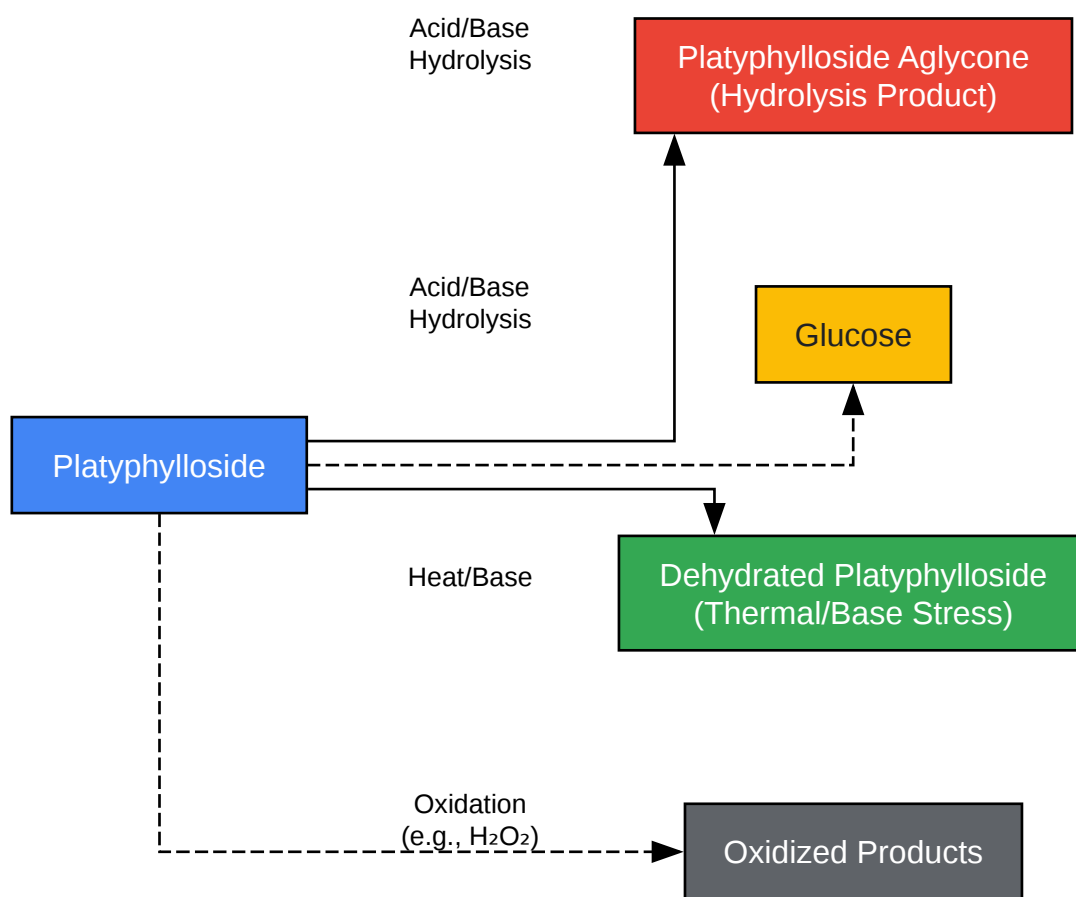 Acid/Base
Hydrolysis
Platyphylloside Aglycone
(Hydrolysis Product)
Acid/Base
Hydrolysis
Glucose
Platyphylloside
Heat/Base
Dehydrated Platyphylloside
(Thermal/Base Stress)
Oxidation
(e.g., H₂O₂)
Oxidized Products